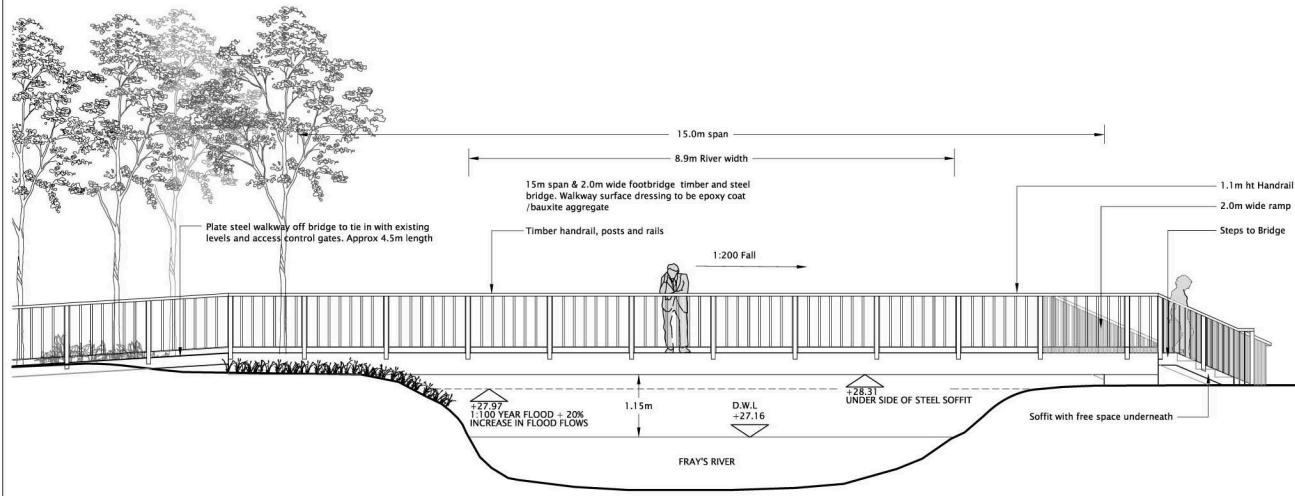 15.0m span
8.9m River width
15m span & 2.0m wide footbridge timber and steel
bridge. Walkway surface dressing to be epoxy coat
/bauxite aggregate
1.1m ht Handrail
2.0m wide ramp
Plate steel walkway off bridge to tie in with existing
levels and access control gates. Approx 4.5m length
Timber handrail, posts and rails
Steps to Bridge
1:200 Fall
+27.97
1:100 YEAR FLOOD + 20%
INCREASE IN FLOOD FLOWS
1.15m
D.W.L
+27.16
+28.31
UNDER SIDE OF STEEL SOFFIT
Soffit with free space underneath
FRAY'S RIVER